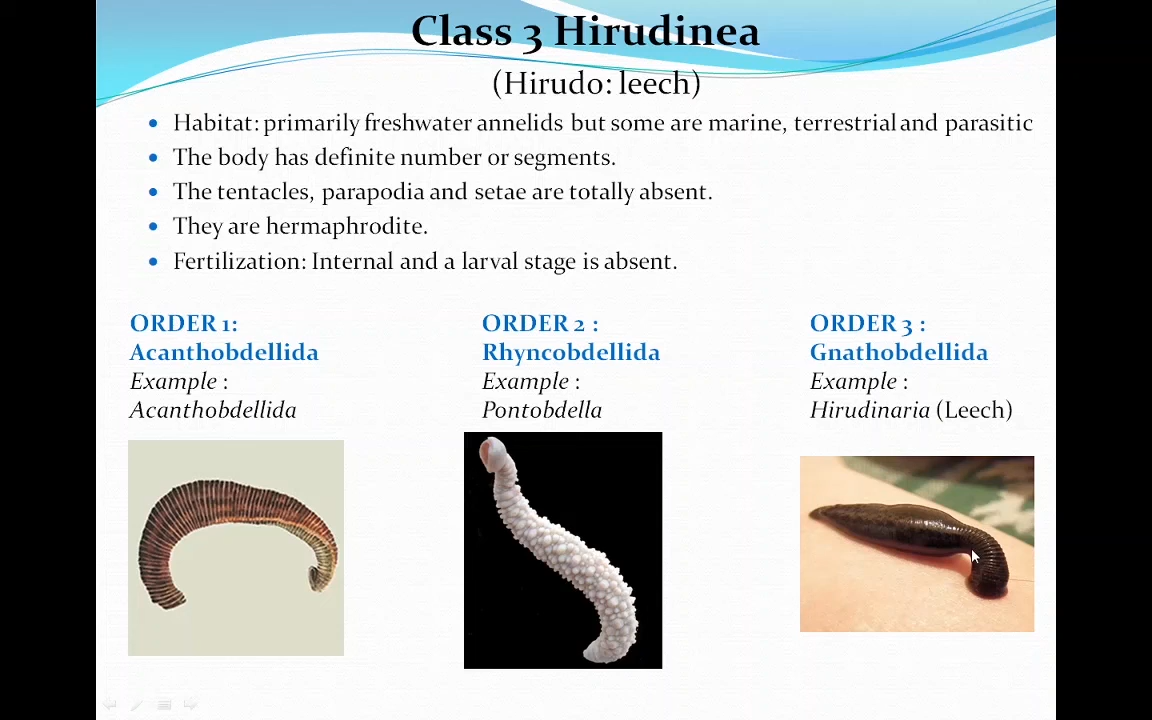 Class 3 Hirudinea
(Hirudo: leech)
• Habitat: primarily freshwater annelids but some are marine, terrestrial and parasitic
• The body has definite number or segments.
• The tentacles, parapodia and setae are totally absent.
• They are hermaphrodite.
• Fertilization: Internal and a larval stage is absent.
ORDER 1:
Acanthobdellida
Example :
Acanthobdellida
ORDER 2 :
Rhyncobdellida
Example :
Pontobdella
ORDER 3 :
Gnathobdellida
Example :
Hirudinaria (Leech)